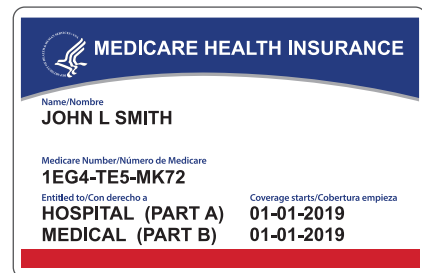 MEDICARE HEALTH INSURANCE
Name/Nombre
JOHN L SMITH
Medicare Number/Número de Medicare
1EG4-TE5-MK72
Entitled to/Con derecho a Coverage starts/Cobertura empieza
HOSPITAL (PART A) 01-01-2019
MEDICAL (PART B) 01-01-2019